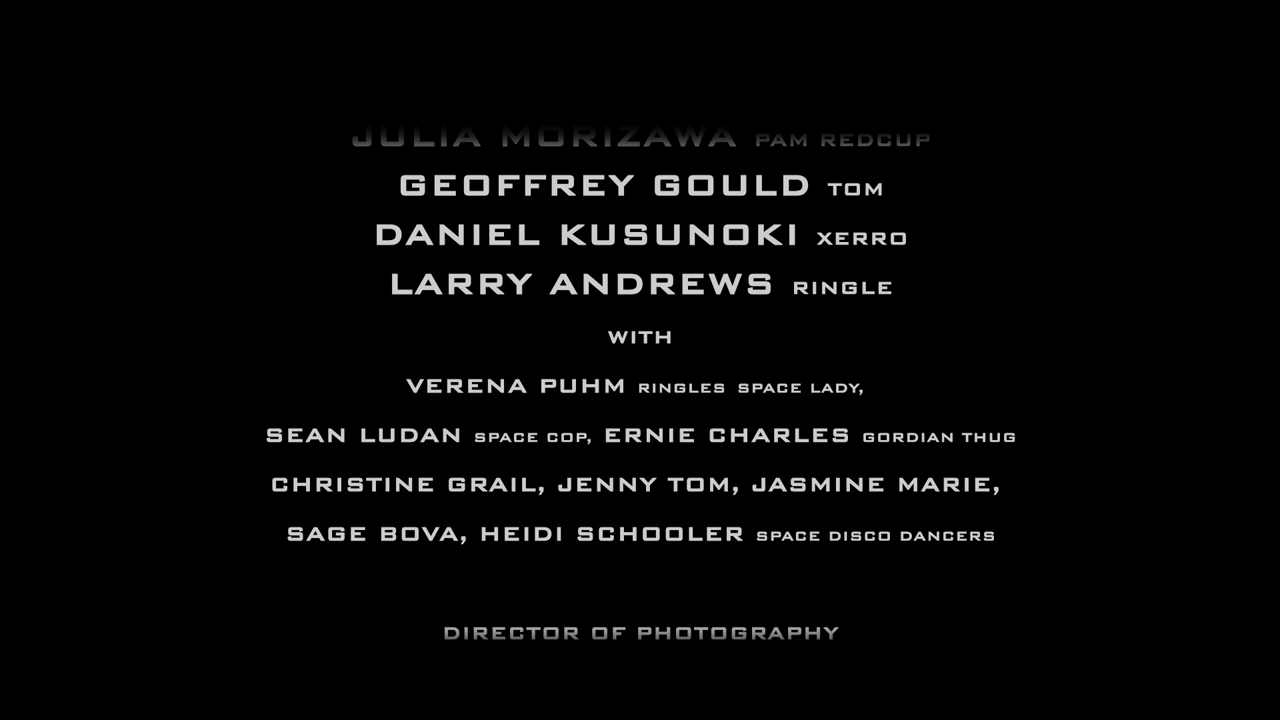 JULIA MORIZAWA PAM REDCUP
GEOFFREY GOULD TOM
DANIEL KUSUNOKI XERRO
LARRY ANDREWS RINGLE
WITH
VERENA PUHM RINGLES SPACE LADY,
SEAN LUDAN SPACE COP, ERNIE CHARLES GORDIAN THUG
CHRISTINE GRAIL, JENNY TOM, JASMINE MARIE,
SAGE BOVA, HEIDI SCHOOLER SPACE DISCO DANCERS
DIRECTOR OF PHOTOGRAPHY